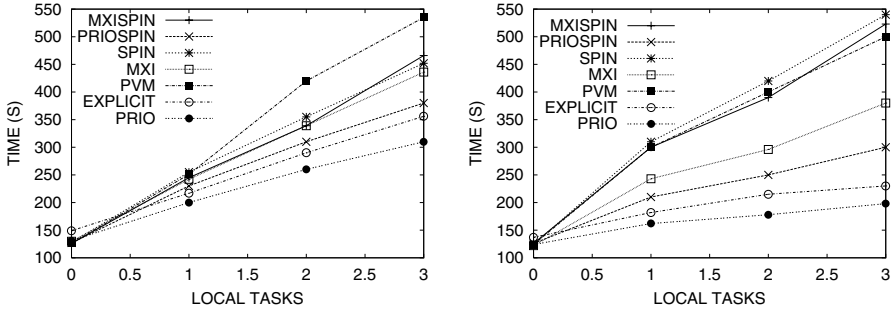 550
500
450
400
350
300
250
200
150
100
TIME (S)
MXISPIN
PRIOSPIN
SPIN
MXI
PVM
EXPLICIT
PRIO
0 0.5 1 1.5 2 2.5 3
LOCAL TASKS
550
500
450
400
350
300
250
200
150
100
TIME (S)
MXISPIN
PRIOSPIN
SPIN
MXI
PVM
EXPLICIT
PRIO
0 0.5 1 1.5 2 2.5 3
LOCAL TASKS